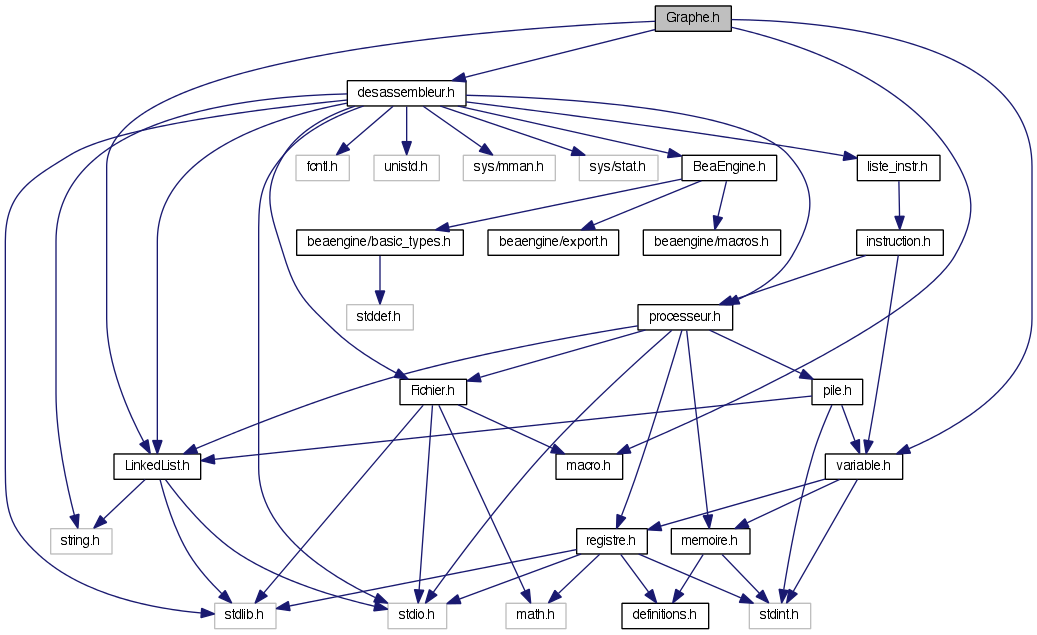 Graphe.h
desassembleur.h
fcntl.h
unistd.h
sys/mman.h
sys/stat.h
BeaEngine.h
liste_instr.h
beaengine/basic_types.h
beaengine/export.h
beaengine/macros.h
instruction.h
stddef.h
processeur.h
Fichier.h
pile.h
LinkedList.h
macro.h
variable.h
string.h
registre.h
memoire.h
stdlib.h
stdio.h
math.h
definitions.h
stdint.h